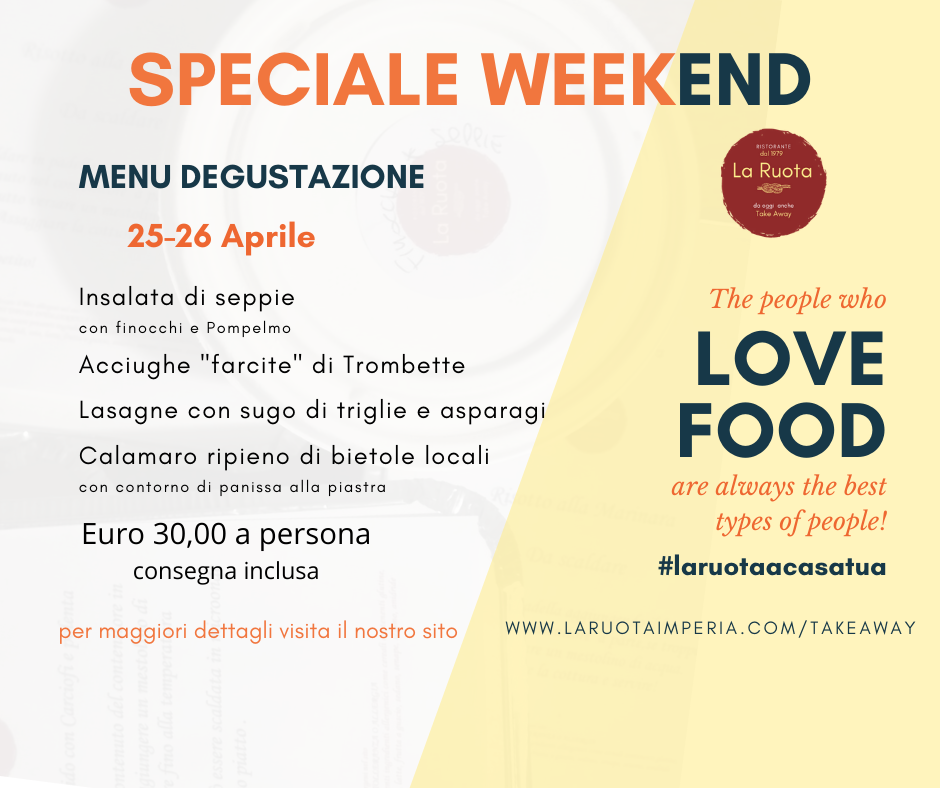 SPECIALE WEEKEND
MENU DEGUSTAZIONE
25-26 Aprile
Insalata di seppie
con finocchi e Pompelmo
Acciughe "farcite" di Trombette
Lasagne con sugo di triglie e asparagi
Calamaro ripieno di bietole locali
con contorno di panissa alla piastra
Euro 30,00 a persona
consegna inclusa
per maggiori dettagli visita il nostro sito
RISTORANTE
dal 1979
La Ruota
da oggi anche
Take Away
The people who
LOVE
FOOD
are always the best
types of people!
#laruotaacasatua
WWW.LARUOTAIMPERIA.COM/TAKEAWAY